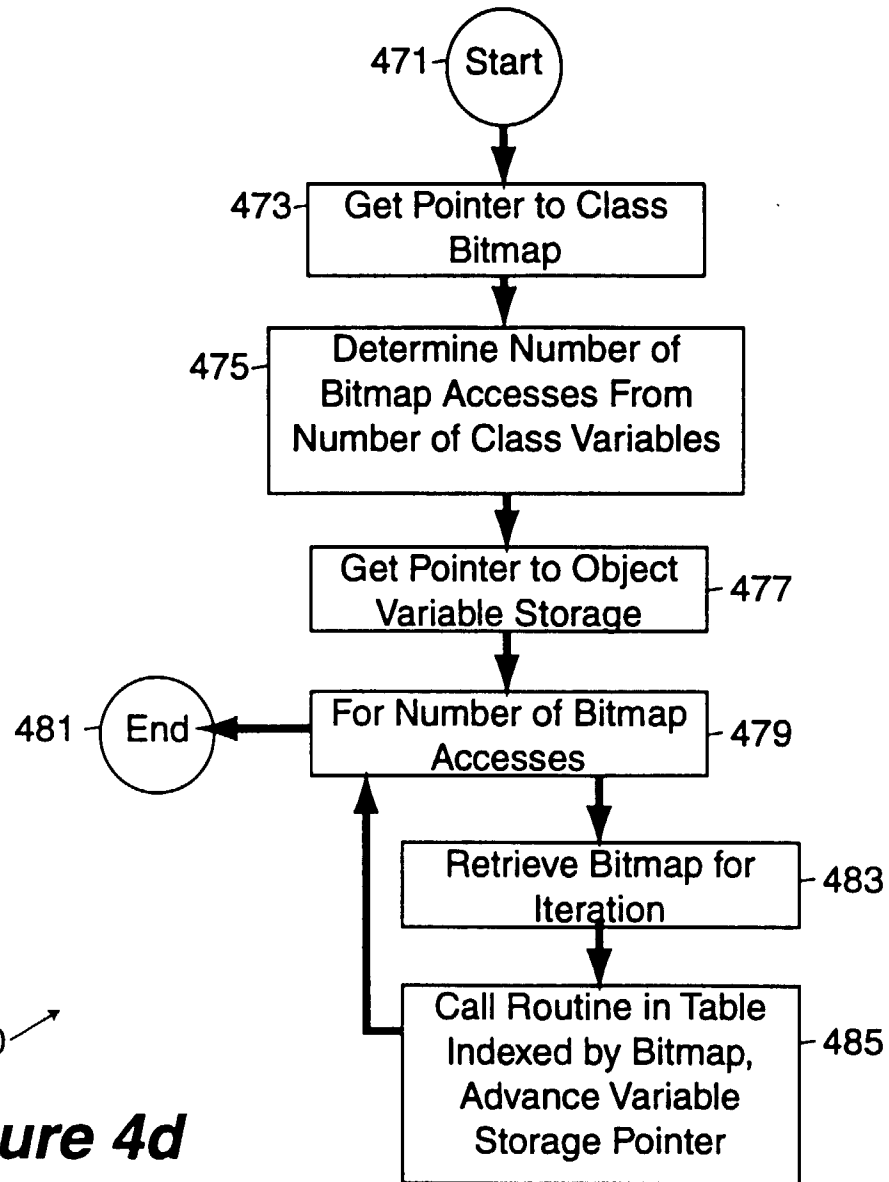 471
Start
473
Get Pointer to Class
Bitmap
475
Determine Number of
Bitmap Accesses From
Number of Class Variables
Get Pointer to Object
Variable Storage
477
481
End
For Number of Bitmap
Accesses
479
Retrieve Bitmap for
Iteration
483
Call Routine in Table
Indexed by Bitmap,
Advance Variable
Storage Pointer
485
4d